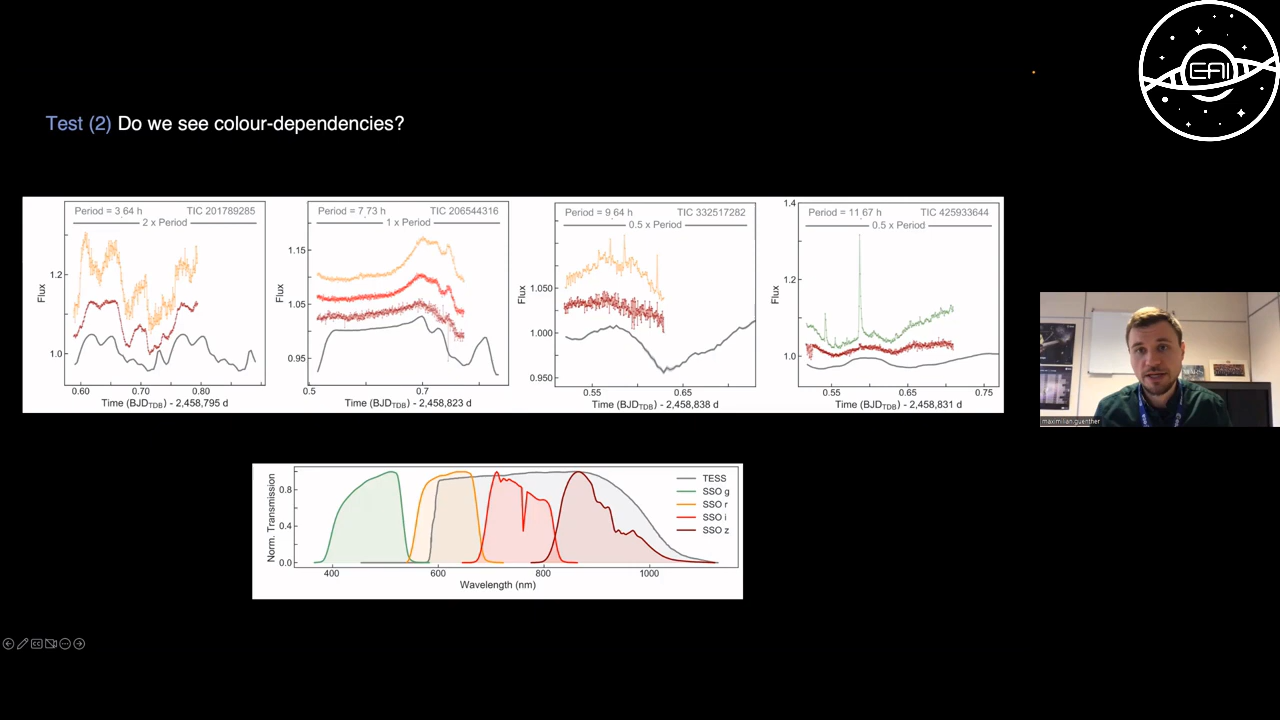 EAI
Test (2) Do we see colour-dependencies?
Period = 3.64 h TIC 201789285
2 x Period
Flux
1.2
1.0
0.60 0.70 0.80
Time (BJD_TDB) - 2,458,795 d
Period = 7.73 h TIC 206544316
1 x Period
Flux
1.15
1.05
0.95
0.5 0.7
Time (BJD_TDB) - 2,458,823 d
Period = 9.64 h TIC 332517282
0.5 x Period
Flux
1.050
1.000
0.950
0.55 0.65
Time (BJD_TDB) - 2,458,838 d
Period = 11.67 h TIC 425933644
0.5 x Period
Flux
1.4
1.2
1.0
0.55 0.65 0.75
Time (BJD_TDB) - 2,458,831 d
maximilian.guenther
Norm. Transmission
0.8
0.4
0.0
400 600 800 1000
Wavelength (nm)
TESS
SSO g
SSO r
SSO i
SSO z
CC